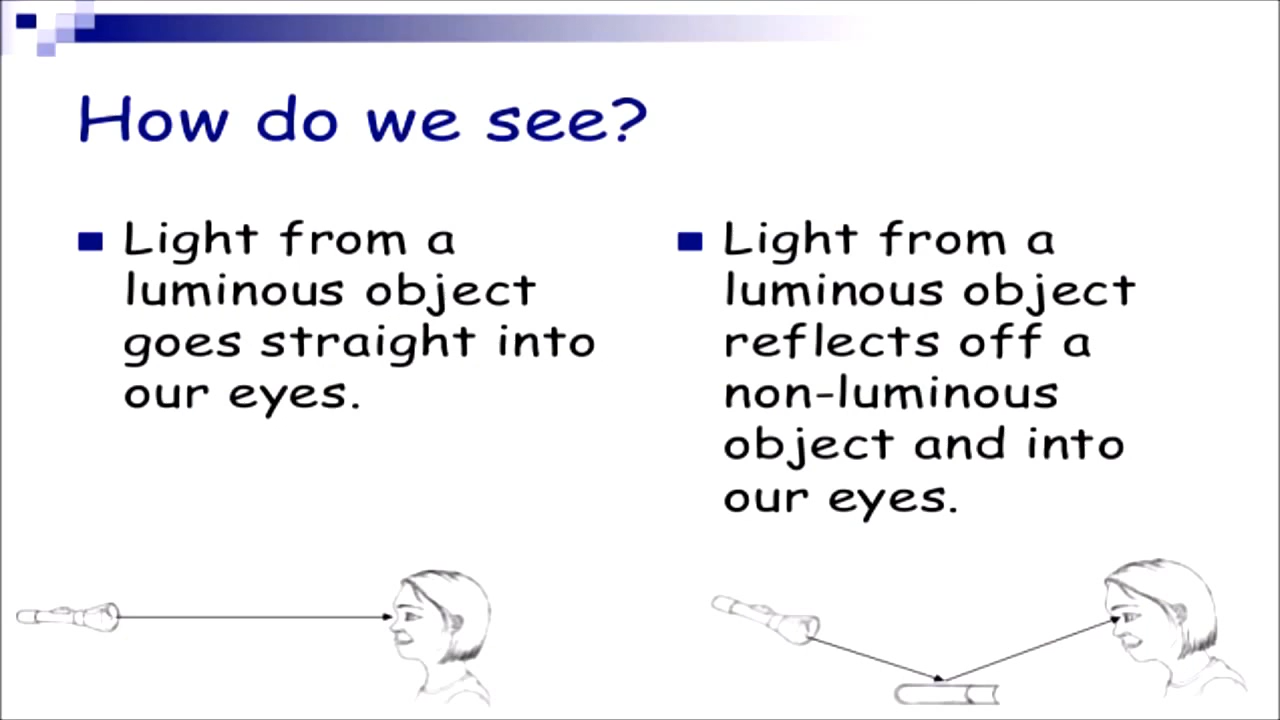 How do we see?
Light from a
luminous object
goes straight into
our eyes.
Light from a
luminous object
reflects off a
non-luminous
object and into
our eyes.